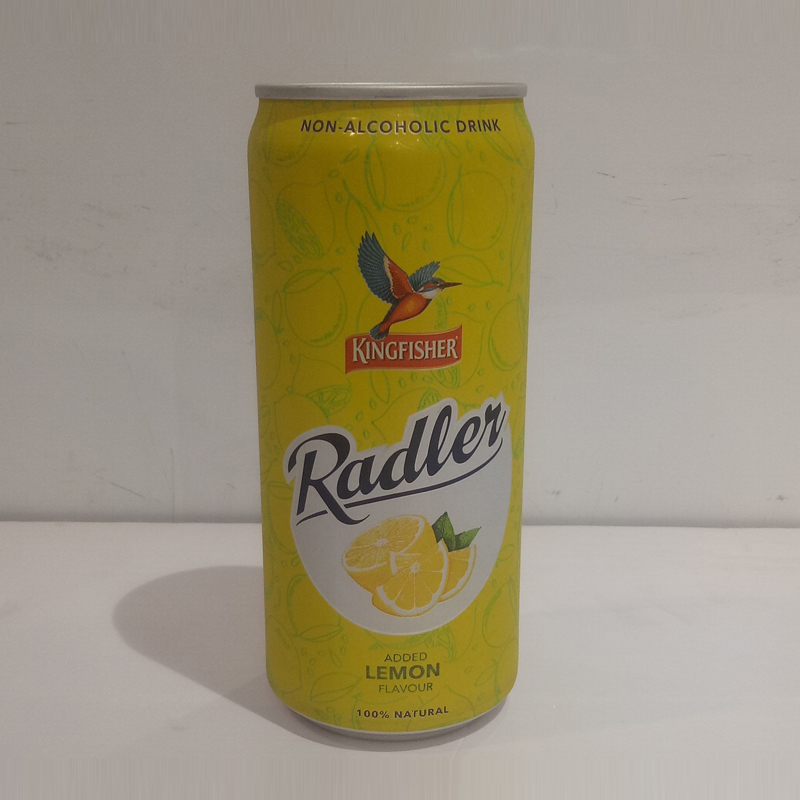 NON-ALCOHOLIC DRINK
KINGFISHER
Radler
ADDED
LEMON
FLAVOUR
100% NATURAL